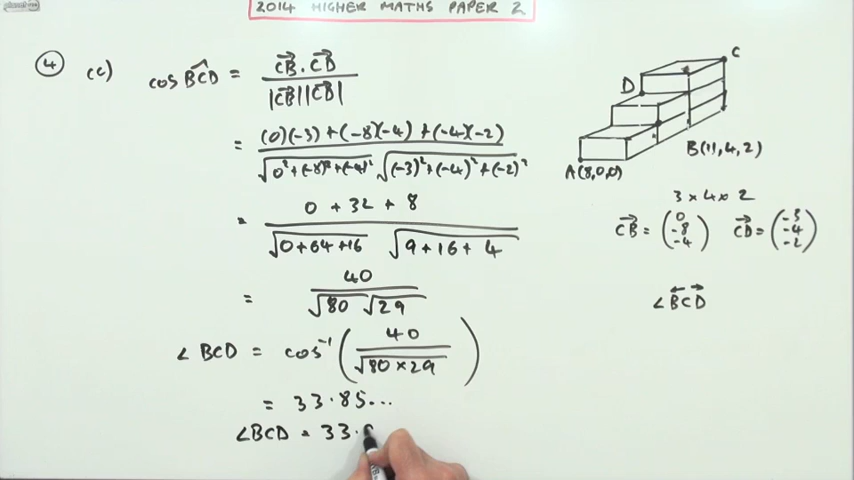 2014 HIGHER MATHS PAPER 2
④ (c) cos BĈD = CB→ . CD→ / |CB→||CD→|
= (0)(-3) + (-8)(-4) + (-4)(-2) / √0² + (-8)² + (-4)² √(-3)² + (-4)² + (-2)²
= 0 + 32 + 8 / √0+64+16 √9+16+4
= 40 / √80 √29
∠ BCD = cos⁻¹ ( 40 / √80 × 29 )
= 33.85...
∠BCD = 33.
C
D
B(11,4,2)
A(8,0,0)
3 × 4 × 2
CB→ = (0 -8 -4) CD→ = (-3 -4 -2)
∠BCD